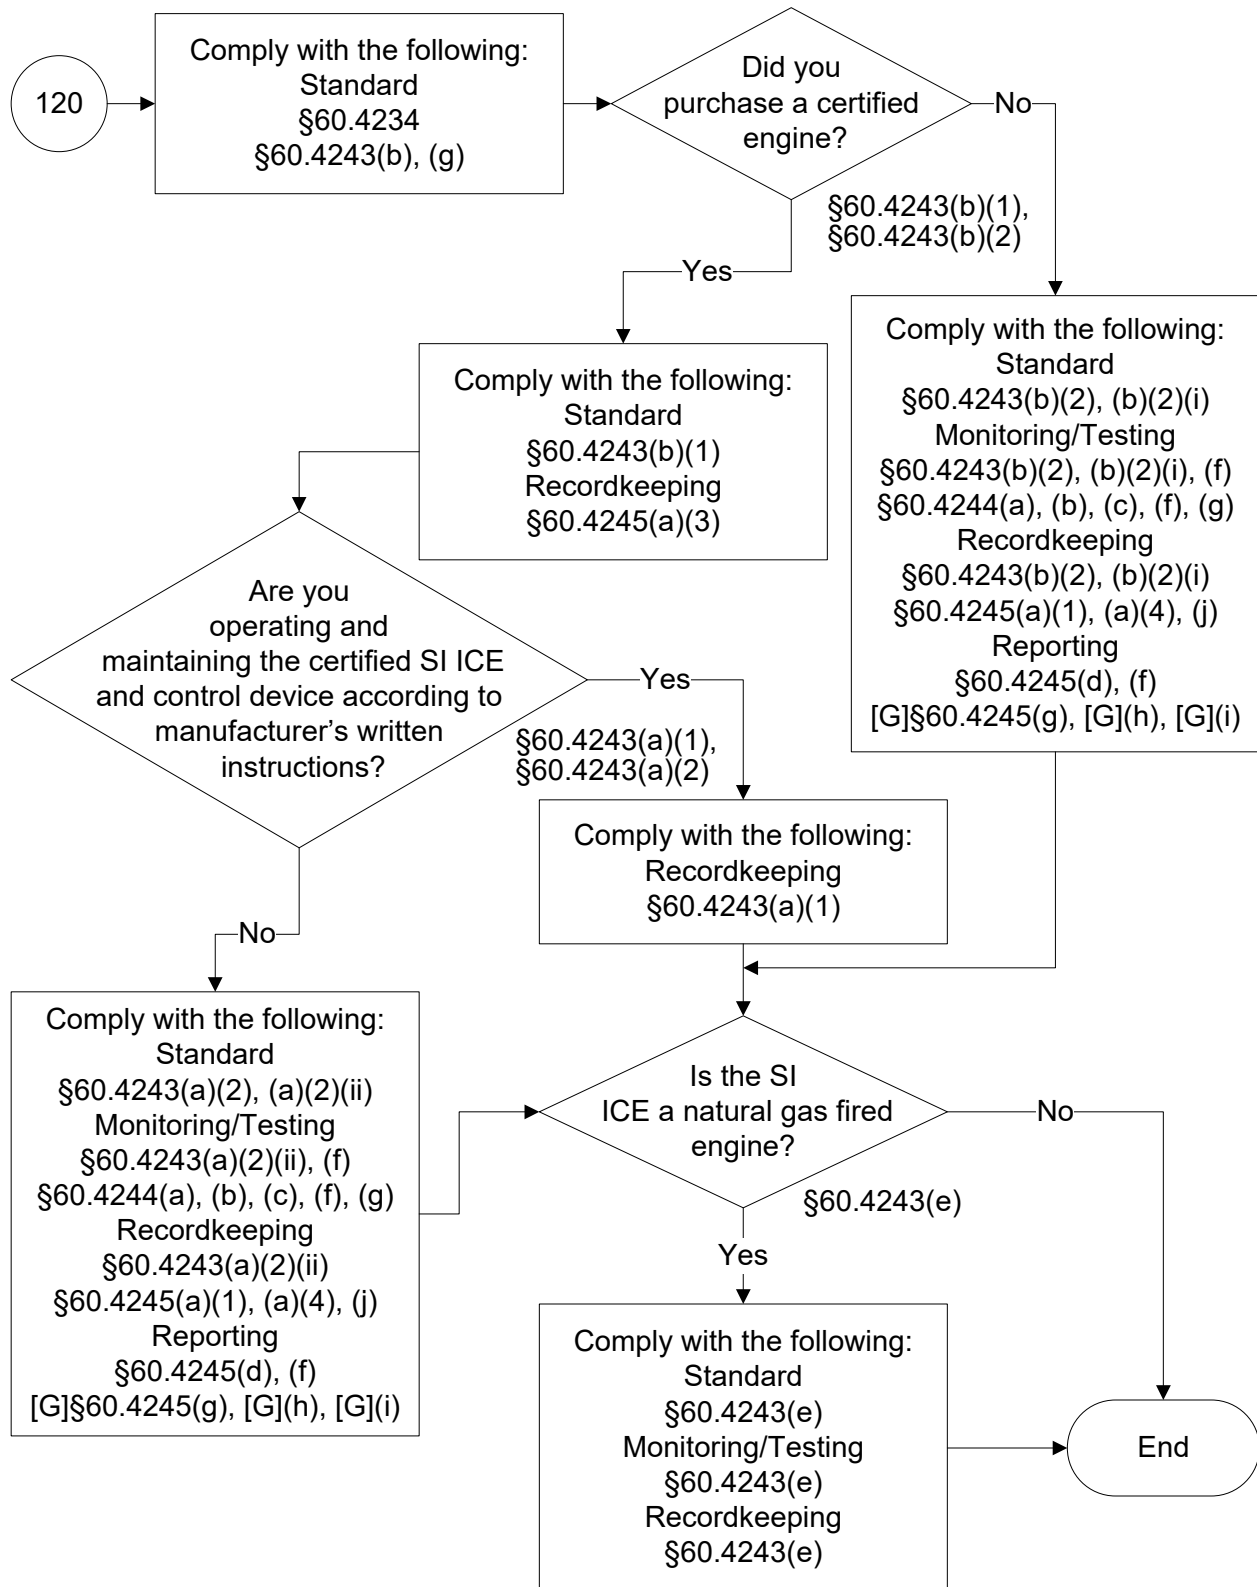 120
Comply with the following:
Standard
§60.4234
§60.4243(b), (g)
Did you
purchase a certified
engine?
No
§60.4243(b)(1),
§60.4243(b)(2)
Yes
Comply with the following:
Standard
§60.4243(b)(1)
Recordkeeping
§60.4245(a)(3)
Comply with the following:
Standard
§60.4243(b)(2), (b)(2)(i)
Monitoring/Testing
§60.4243(b)(2), (b)(2)(i), (f)
§60.4244(a), (b), (c), (f), (g)
Recordkeeping
§60.4243(b)(2), (b)(2)(i)
§60.4245(a)(1), (a)(4), (j)
Reporting
§60.4245(d), (f)
[G]§60.4245(g), [G](h), [G](i)
Are you
operating and
maintaining the certified SI ICE
and control device according to
manufacturer’s written
instructions?
Yes
§60.4243(a)(1),
§60.4243(a)(2)
Comply with the following:
Recordkeeping
§60.4243(a)(1)
No
Comply with the following:
Standard
§60.4243(a)(2), (a)(2)(ii)
Monitoring/Testing
§60.4243(a)(2)(ii), (f)
§60.4244(a), (b), (c), (f), (g)
Recordkeeping
§60.4243(a)(2)(ii)
§60.4245(a)(1), (a)(4), (j)
Reporting
§60.4245(d), (f)
[G]§60.4245(g), [G](h), [G](i)
Is the SI
ICE a natural gas fired
engine?
No
§60.4243(e)
Yes
Comply with the following:
Standard
§60.4243(e)
Monitoring/Testing
§60.4243(e)
Recordkeeping
§60.4243(e)
End